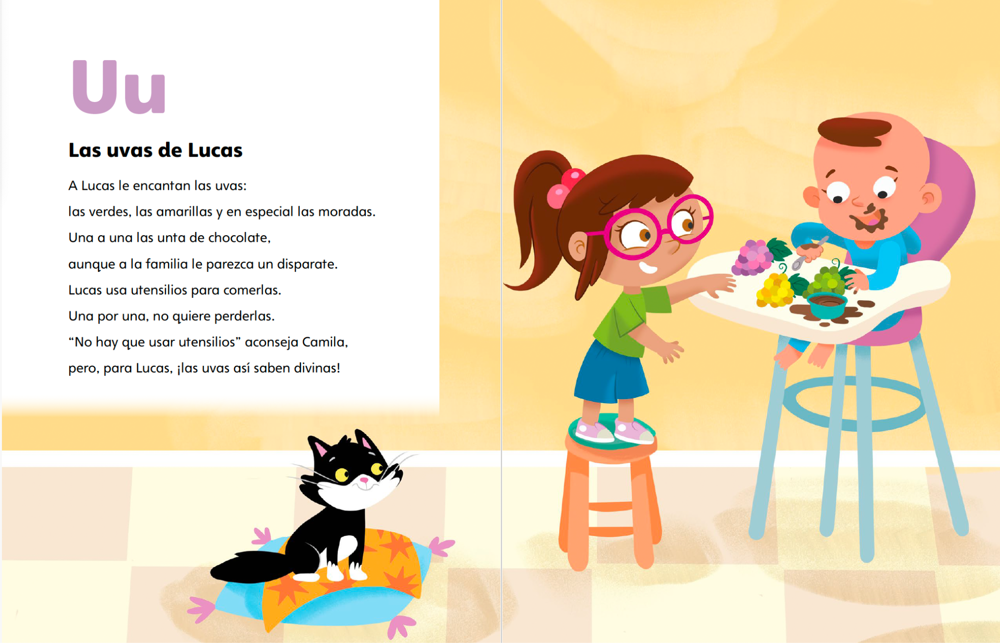 Uu
Las uvas de Lucas
A Lucas le encantan las uvas:
las verdes, las amarillas y en especial las moradas.
Una a una las unta de chocolate,
aunque a la familia le parezca un disparate.
Lucas usa utensilios para comerlas.
Una por una, no quiere perderlas.
“No hay que usar utensilios” aconseja Camila,
pero, para Lucas, ¡las uvas así saben divinas!